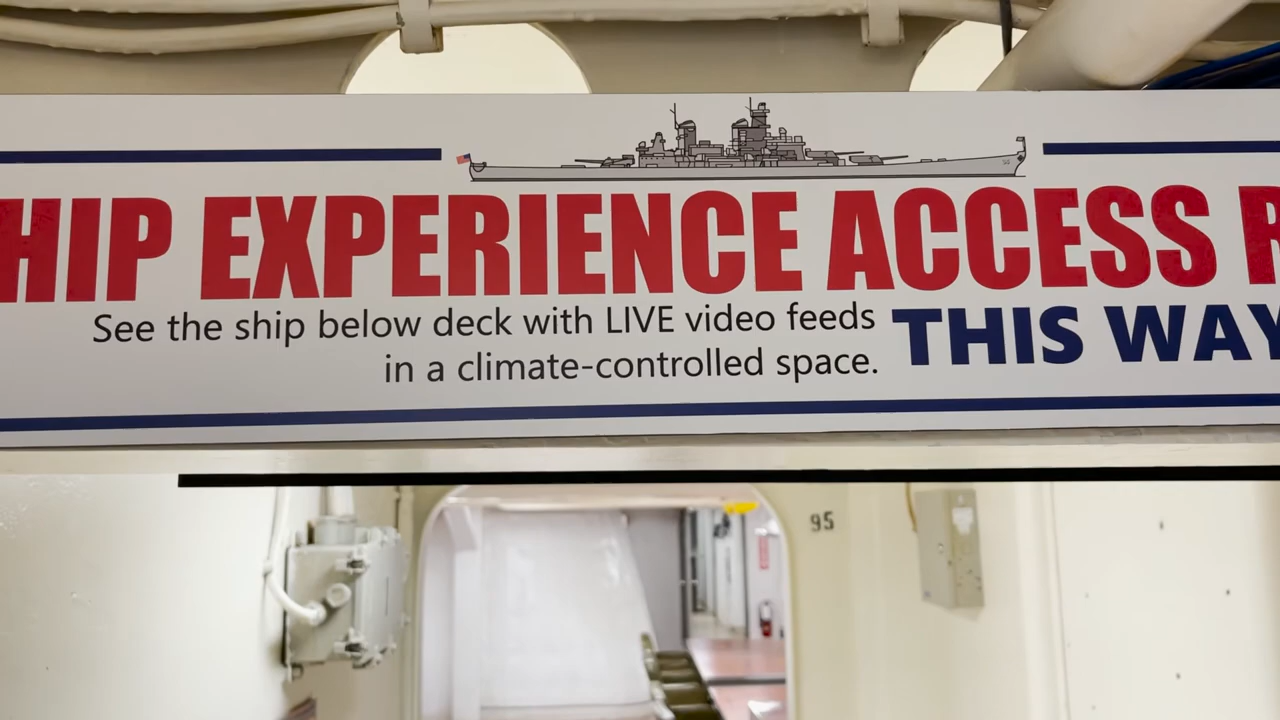 HIP EXPERIENCE ACCESS R
See the ship below deck with LIVE video feeds
in a climate-controlled space.
THIS WAY
95